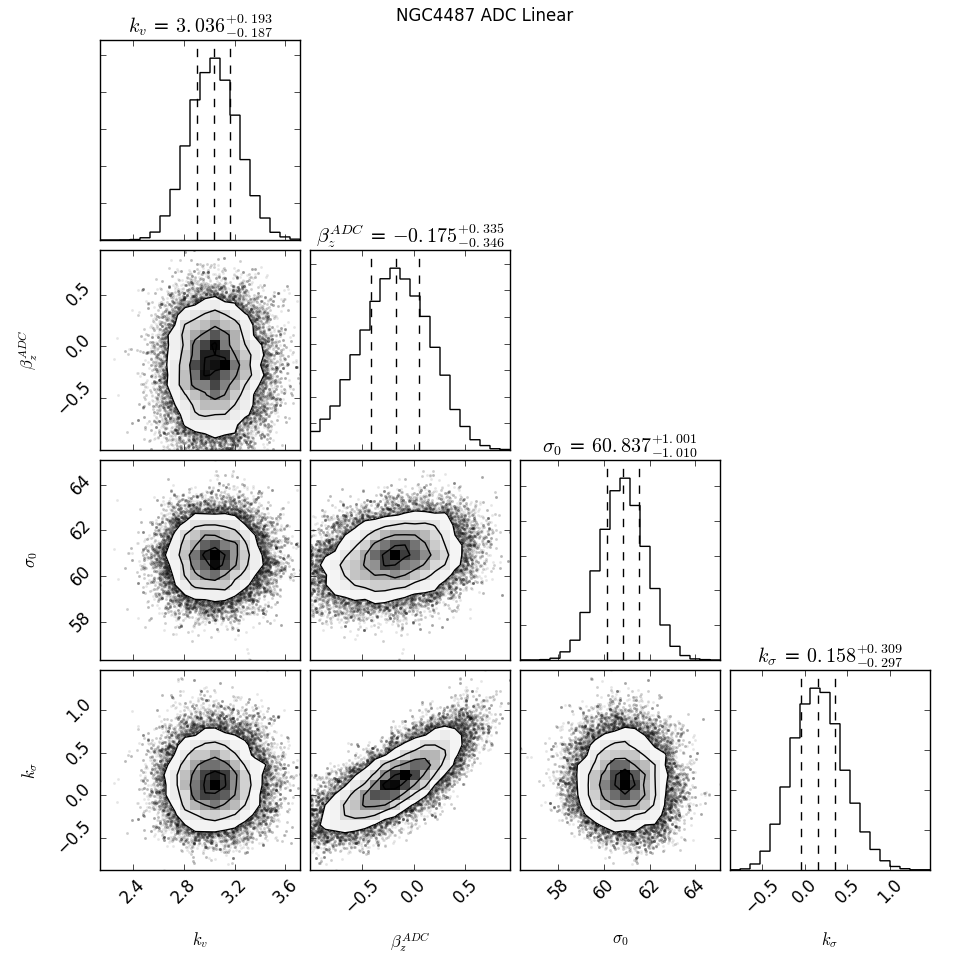 NGC4487 ADC Linear
k_v = 3.036^{+0.193}_{-0.187}
β_z^{ADC} = −0.175^{+0.335}_{-0.346}
0.5
0.0
−0.5
β_z^{ADC}
σ_0 = 60.837^{+1.001}_{-1.010}
64
62
60
58
σ_0
k_σ = 0.158^{+0.309}_{-0.297}
1.0
0.5
0.0
−0.5
k_σ
2.4 2.8 3.2 3.6 −0.5 0.0 0.5 58 60 62 64 −0.5 0.0 0.5 1.0
k_v β_z^{ADC} σ_0 k_σ